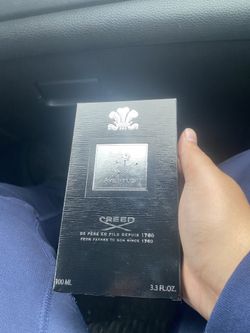 AVENTUS
CREED
DE PÈRE EN FILS DEPUIS 1760
FROM FATHER TO SON SINCE 1760
100 ML
3.3 FL.OZ.